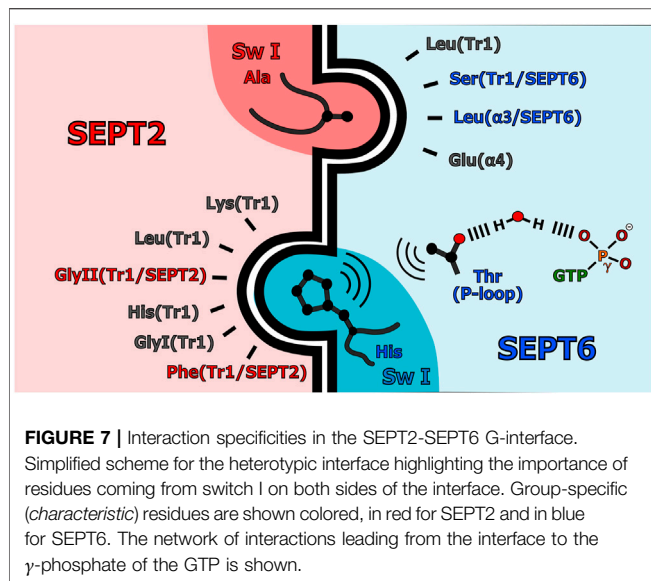 Sw I
Ala
SEPT2
Leu(Tr1)
Ser(Tr1/SEPT6)
Leu(α3/SEPT6)
Glu(α4)
Lys(Tr1)
Leu(Tr1)
GlyII(Tr1/SEPT2)
His(Tr1)
GlyI(Tr1)
Phe(Tr1/SEPT2)
His
Sw I
H H
O O⊖
P O
γ
GTP
Thr
(P-loop)
SEPT6
FIGURE 7 | Interaction specificities in the SEPT2-SEPT6 G-interface.
Simplified scheme for the heterotypic interface highlighting the importance of
residues coming from switch I on both sides of the interface. Group-specific
(characteristic) residues are shown colored, in red for SEPT2 and in blue
for SEPT6. The network of interactions leading from the interface to the
γ-phosphate of the GTP is shown.